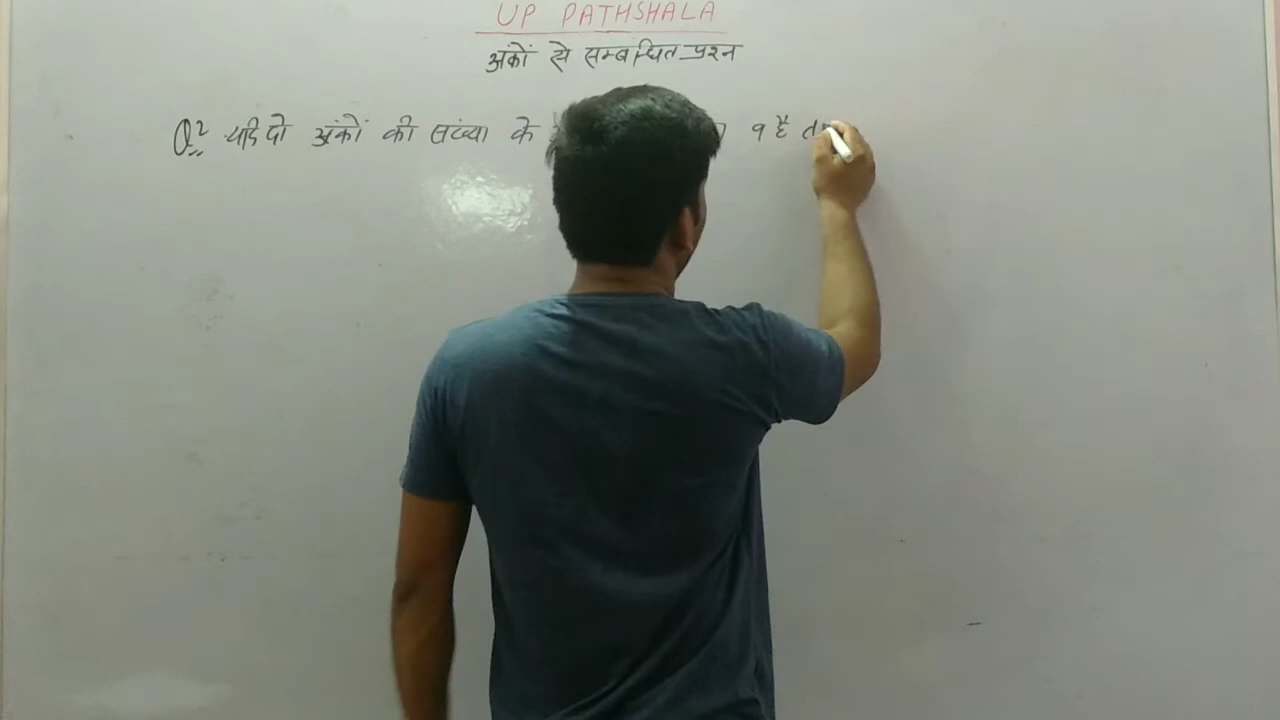 UP PATHSHALA
अंकों से सम्बन्धित प्रश्न
Q2 यदि दो अंकों की संख्या के 9 है